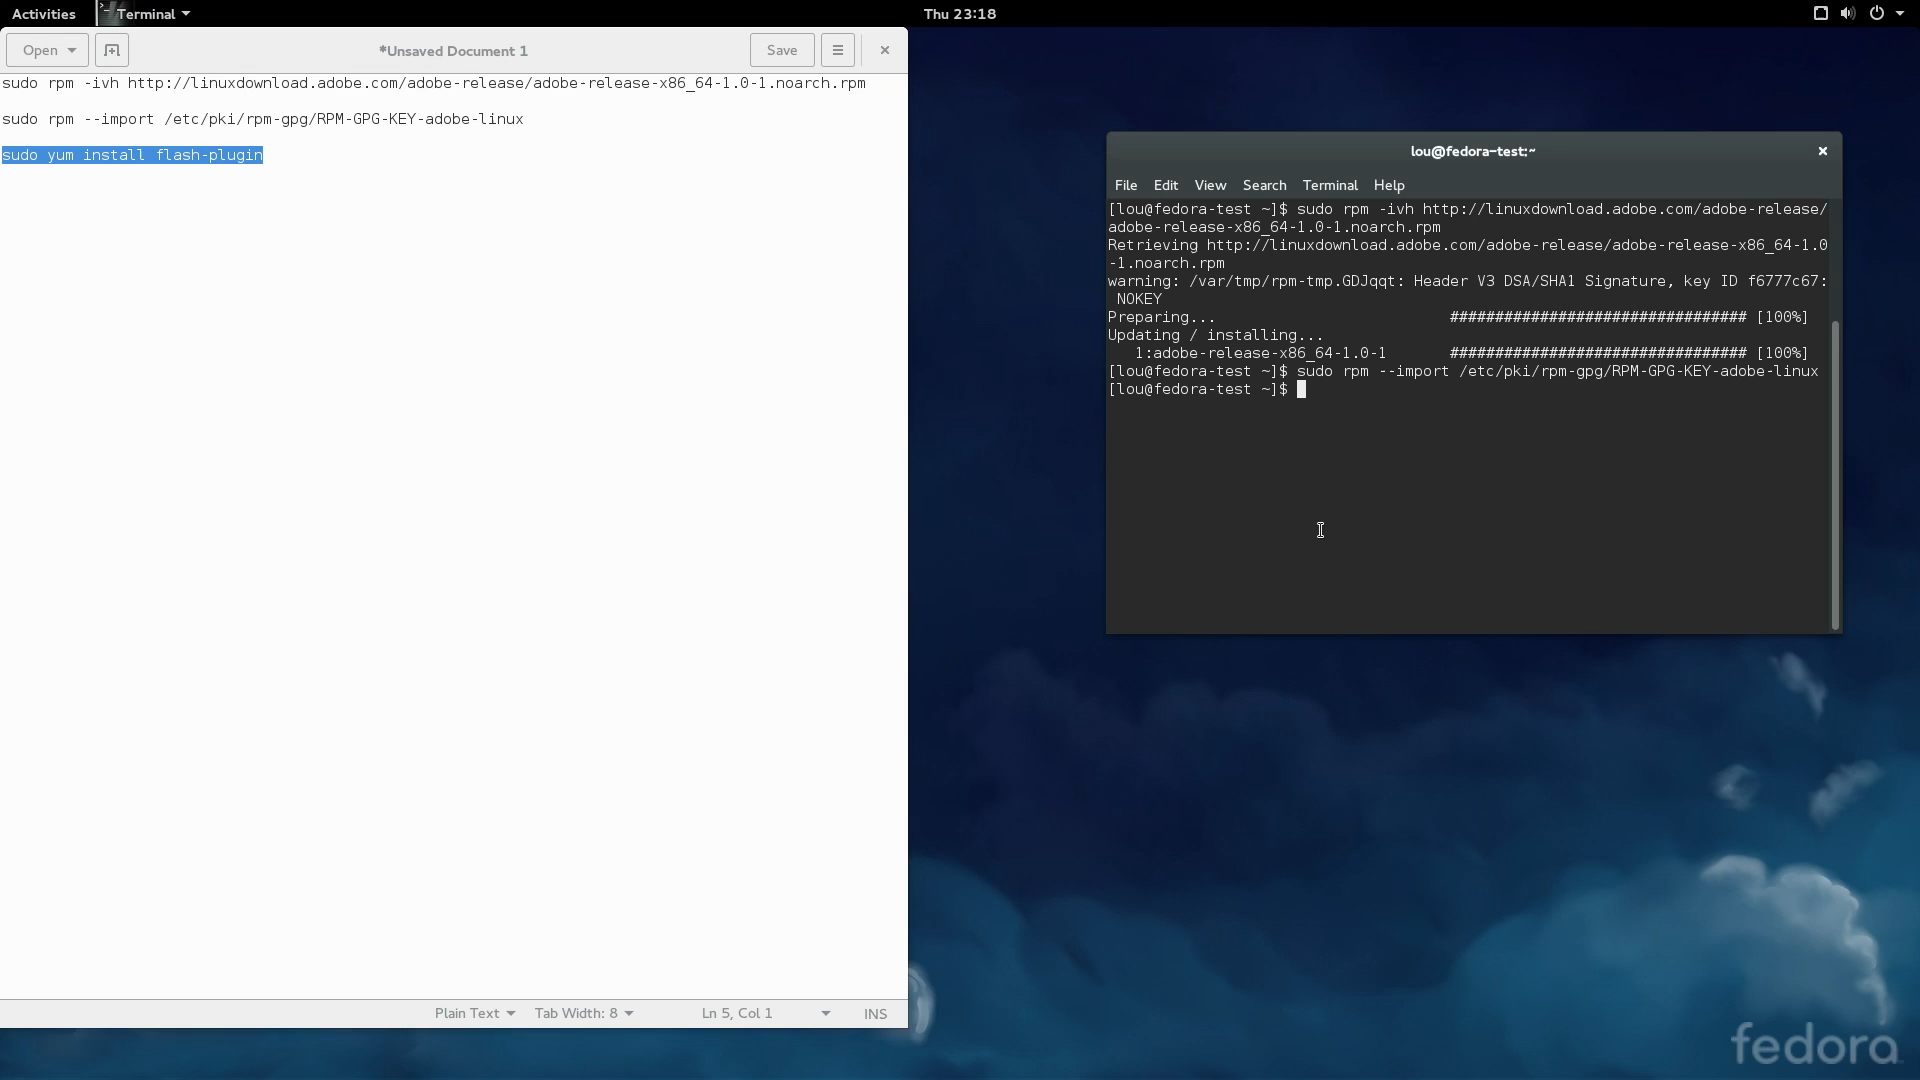 Activities Terminal Thu 23:18
Open *Unsaved Document 1 Save
sudo rpm -ivh http://linuxdownload.adobe.com/adobe-release/adobe-release-x86_64-1.0-1.noarch.rpm
sudo rpm --import /etc/pki/rpm-gpg/RPM-GPG-KEY-adobe-linux
sudo yum install flash-plugin
Plain Text Tab Width: 8 Ln 5, Col 1 INS
lou@fedora-test:~
File Edit View Search Terminal Help
[lou@fedora-test ~]$ sudo rpm -ivh http://linuxdownload.adobe.com/adobe-release/
adobe-release-x86_64-1.0-1.noarch.rpm
Retrieving http://linuxdownload.adobe.com/adobe-release/adobe-release-x86_64-1.0
-1.noarch.rpm
warning: /var/tmp/rpm-tmp.GDJqqt: Header V3 DSA/SHA1 Signature, key ID f6777c67:
NOKEY
Preparing... ################################# [100%]
Updating / installing...
1:adobe-release-x86_64-1.0-1 ################################# [100%]
[lou@fedora-test ~]$ sudo rpm --import /etc/pki/rpm-gpg/RPM-GPG-KEY-adobe-linux
[lou@fedora-test ~]$
fedora